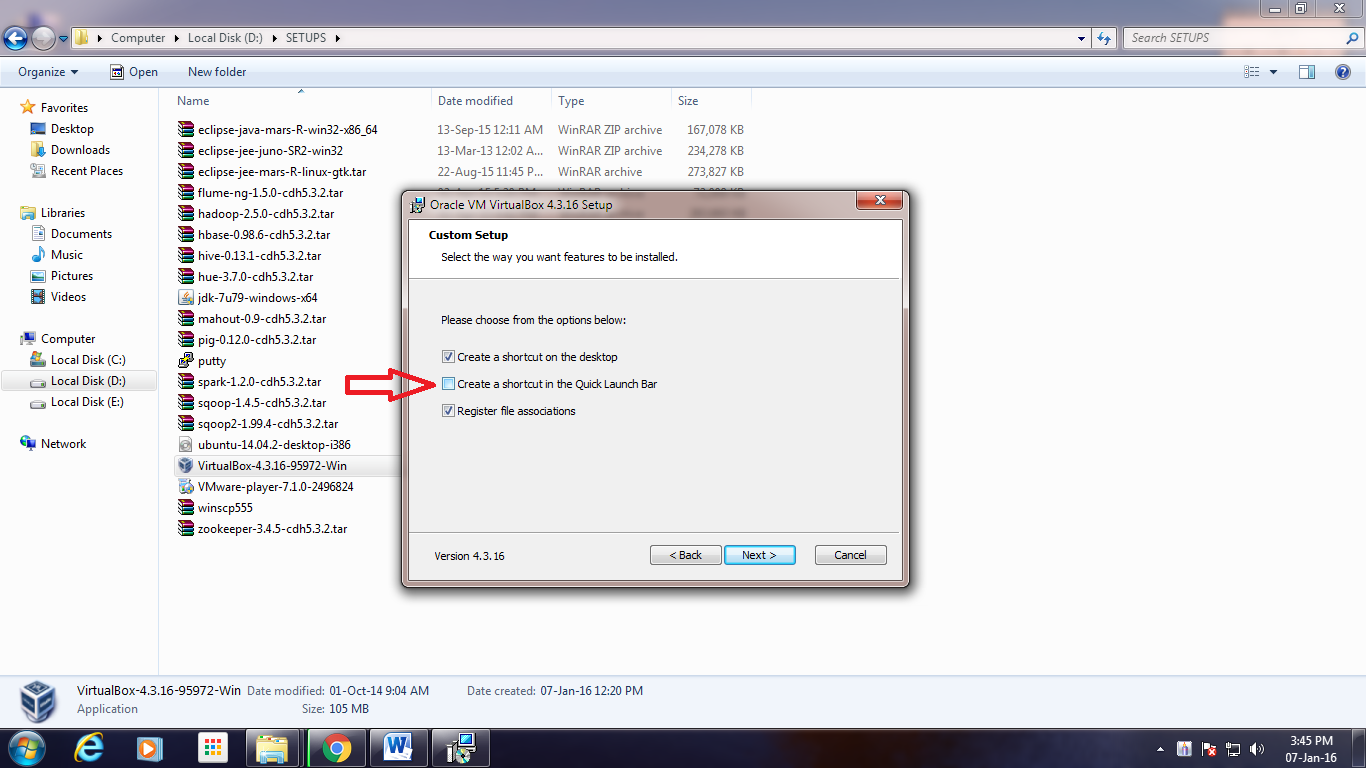 Computer Local Disk (D:) SETUPS Search SETUPS
Organize Open New folder
Name Date modified Type Size
Favorites
Desktop
Downloads
Recent Places
Libraries
Documents
Music
Pictures
Videos
Computer
Local Disk (C:)
Local Disk (D:)
Local Disk (E:)
Network
eclipse-java-mars-R-win32-x86_64 13-Sep-15 12:11 AM WinRAR ZIP archive 167,078 KB
eclipse-jee-juno-SR2-win32 13-Mar-13 12:02 A... WinRAR ZIP archive 234,278 KB
eclipse-jee-mars-R-linux-gtk.tar 22-Aug-15 11:45 P... WinRAR archive 273,827 KB
flume-ng-1.5.0-cdh5.3.2.tar
hadoop-2.5.0-cdh5.3.2.tar
hbase-0.98.6-cdh5.3.2.tar
hive-0.13.1-cdh5.3.2.tar
hue-3.7.0-cdh5.3.2.tar
jdk-7u79-windows-x64
mahout-0.9-cdh5.3.2.tar
pig-0.12.0-cdh5.3.2.tar
putty
spark-1.2.0-cdh5.3.2.tar
sqoop-1.4.5-cdh5.3.2.tar
sqoop2-1.99.4-cdh5.3.2.tar
ubuntu-14.04.2-desktop-i386
VirtualBox-4.3.16-95972-Win
VMware-player-7.1.0-2496824
winscp555
zookeeper-3.4.5-cdh5.3.2.tar
Oracle VM VirtualBox 4.3.16 Setup
Custom Setup
Select the way you want features to be installed.
Please choose from the options below:
Create a shortcut on the desktop
Create a shortcut in the Quick Launch Bar
Register file associations
Version 4.3.16 < Back Next > Cancel
VirtualBox-4.3.16-95972-Win Date modified: 01-Oct-14 9:04 AM Date created: 07-Jan-16 12:20 PM
Application Size: 105 MB
3:45 PM
07-Jan-16